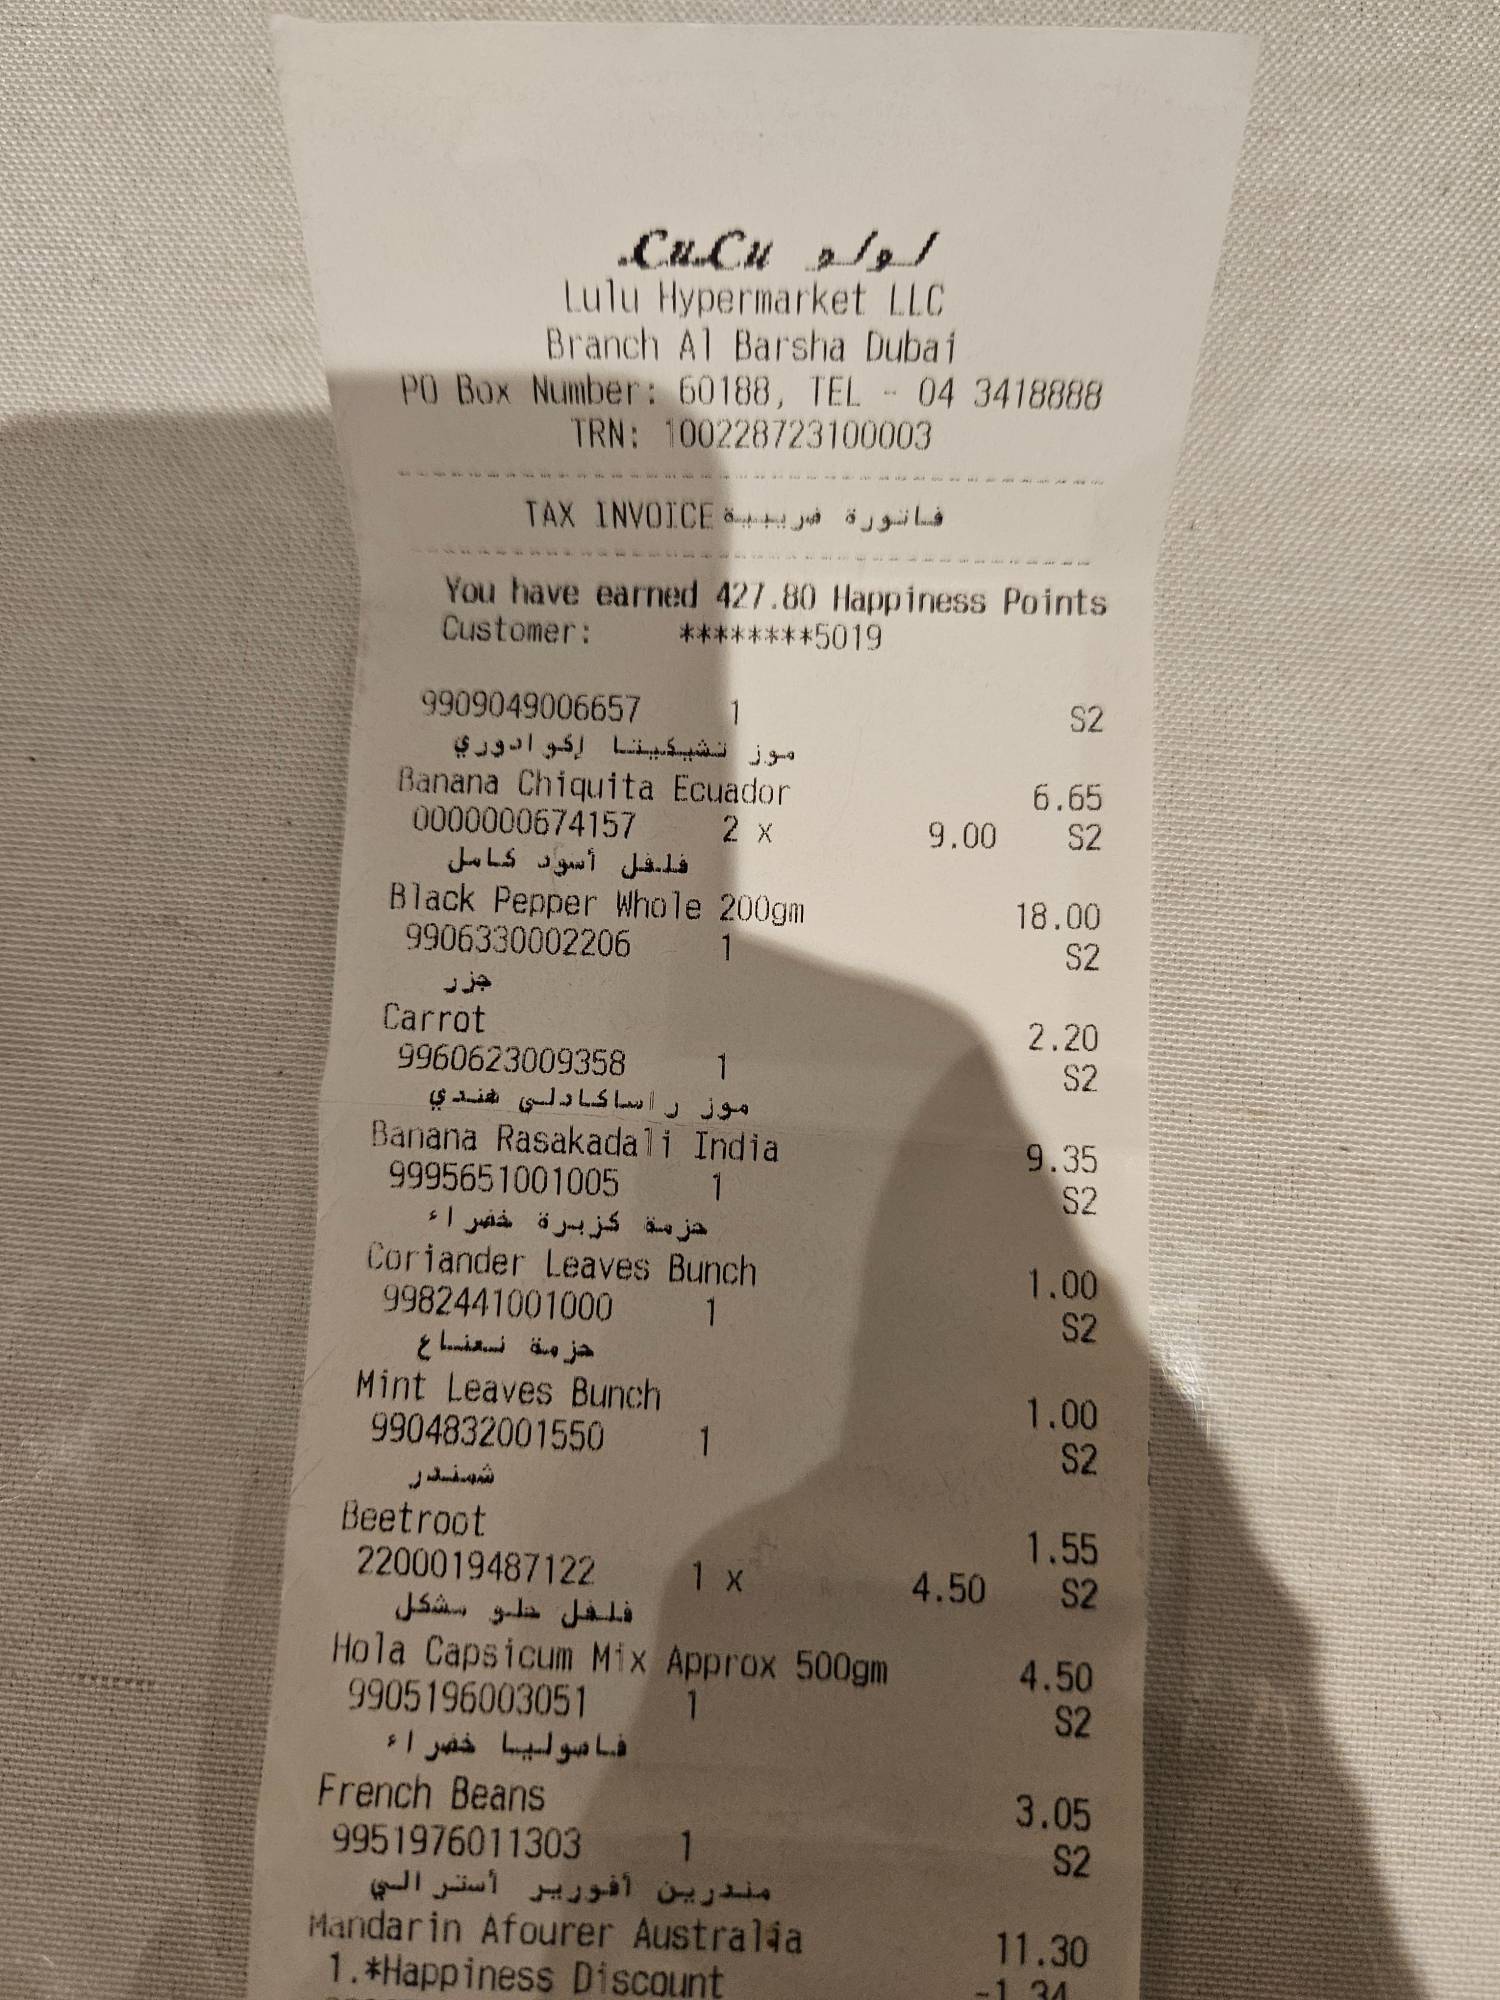 LuLu لولو
Lulu Hypermarket LLC
Branch Al Barsha Dubai
PO Box Number: 60188, TEL - 04 3418888
TRN: 100228723100003
TAX INVOICE فاتورة ضريبية
You have earned 427.80 Happiness Points
Customer: ********5019
9909049006657 1 S2
موز تشيكيتا إكوادوري
Banana Chiquita Ecuador 6.65
0000000674157 2 x 9.00 S2
فلفل أسود كامل
Black Pepper Whole 200gm 18.00
9906330002206 1 S2
جزر
Carrot 2.20
9960623009358 1 S2
موز راساكادلي هندي
Banana Rasakadali India 9.35
9995651001005 1 S2
حزمة كزبرة خضراء
Coriander Leaves Bunch 1.00
9982441001000 1 S2
حزمة نعناع
Mint Leaves Bunch 1.00
9904832001550 1 S2
شمندر
Beetroot 1.55
2200019487122 1 x 4.50 S2
فلفل حلو مشكل
Hola Capsicum Mix Approx 500gm 4.50
9905196003051 1 S2
فاصوليا خضراء
French Beans 3.05
9951976011303 1 S2
مندرين أفورير أسترالي
Mandarin Afourer Australia 11.30
1.*Happiness Discount -1.34